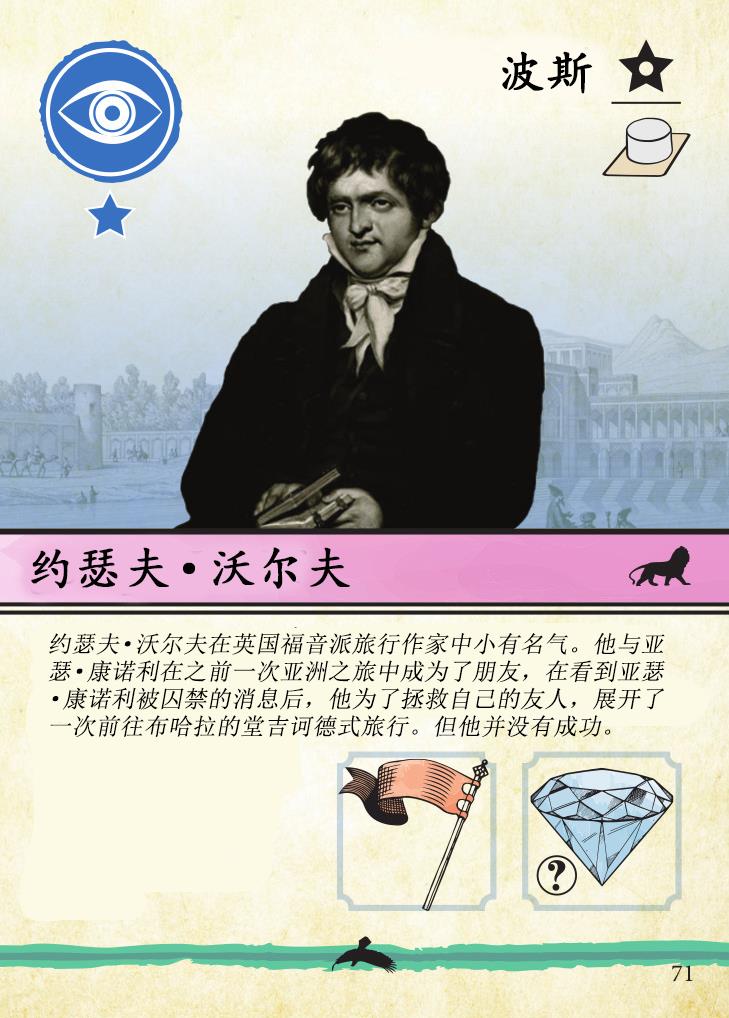 波斯
约瑟夫•沃尔夫
约瑟夫•沃尔夫在英国福音派旅行作家中小有名气。他与亚
瑟•康诺利在之前一次亚洲之旅中成为了朋友，在看到亚瑟
•康诺利被囚禁的消息后，他为了拯救自己的友人，展开了
一次前往布哈拉的堂吉诃德式旅行。但他并没有成功。
?
71